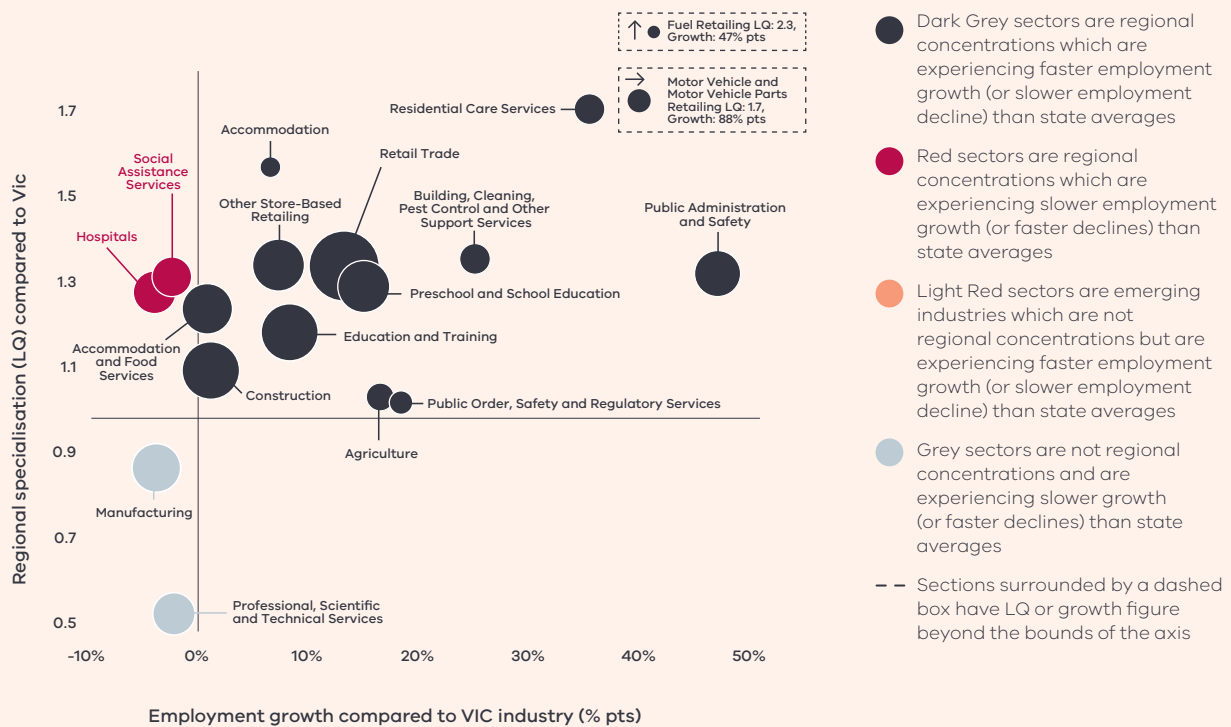 Fuel Retailing LQ: 2.3,
Growth: 47% pts
Motor Vehicle and
Motor Vehicle Parts
Retailing LQ: 1.7,
Growth: 88% pts
Residential Care Services
Accommodation
Retail Trade
Social
Assistance
Services
Other Store-Based
Retailing
Building, Cleaning,
Pest Control and Other
Support Services
Public Administration
and Safety
Hospitals
Preschool and School Education
Education and Training
Accommodation
and Food
Services
Construction
Public Order, Safety and Regulatory Services
Agriculture
Manufacturing
Professional, Scientific
and Technical Services
Regional specialisation (LQ) compared to Vic
1.7
1.5
1.3
1.1
0.9
0.7
0.5
-10%
0%
10%
20%
30%
40%
50%
Employment growth compared to VIC industry (% pts)
Dark Grey sectors are regional
concentrations which are
experiencing faster employment
growth (or slower employment
decline) than state averages
Red sectors are regional
concentrations which are
experiencing slower employment
growth (or faster declines) than
state averages
Light Red sectors are emerging
industries which are not
regional concentrations but are
experiencing faster employment
growth (or slower employment
decline) than state averages
Grey sectors are not regional
concentrations and are
experiencing slower growth
(or faster declines) than state
averages
Sections surrounded by a dashed
box have LQ or growth figure
beyond the bounds of the axis